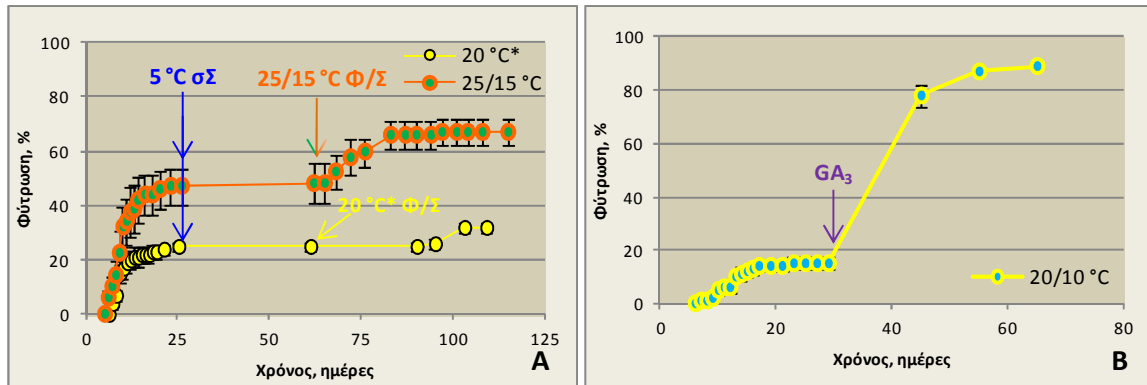 100
80
60
40
20
0
Φύτρωση, %
5 °C σΣ
25/15 °C Φ/Σ
20 °C* Φ/Σ
20 °C*
25/15 °C
0 25 50 75 100 125
Χρόνος, ημέρες
A
100
80
60
40
20
0
Φύτρωση, %
GA₃
20/10 °C
0 20 40 60 80
Χρόνος, ημέρες
B